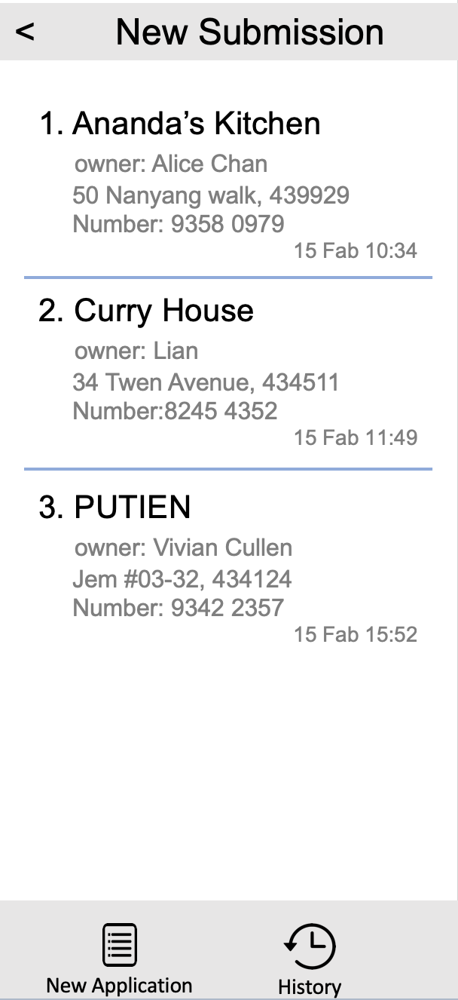 < New Submission
1. Ananda’s Kitchen
owner: Alice Chan
50 Nanyang walk, 439929
Number: 9358 0979
15 Fab 10:34
2. Curry House
owner: Lian
34 Twen Avenue, 434511
Number:8245 4352
15 Fab 11:49
3. PUTIEN
owner: Vivian Cullen
Jem #03-32, 434124
Number: 9342 2357
15 Fab 15:52
New Application
History